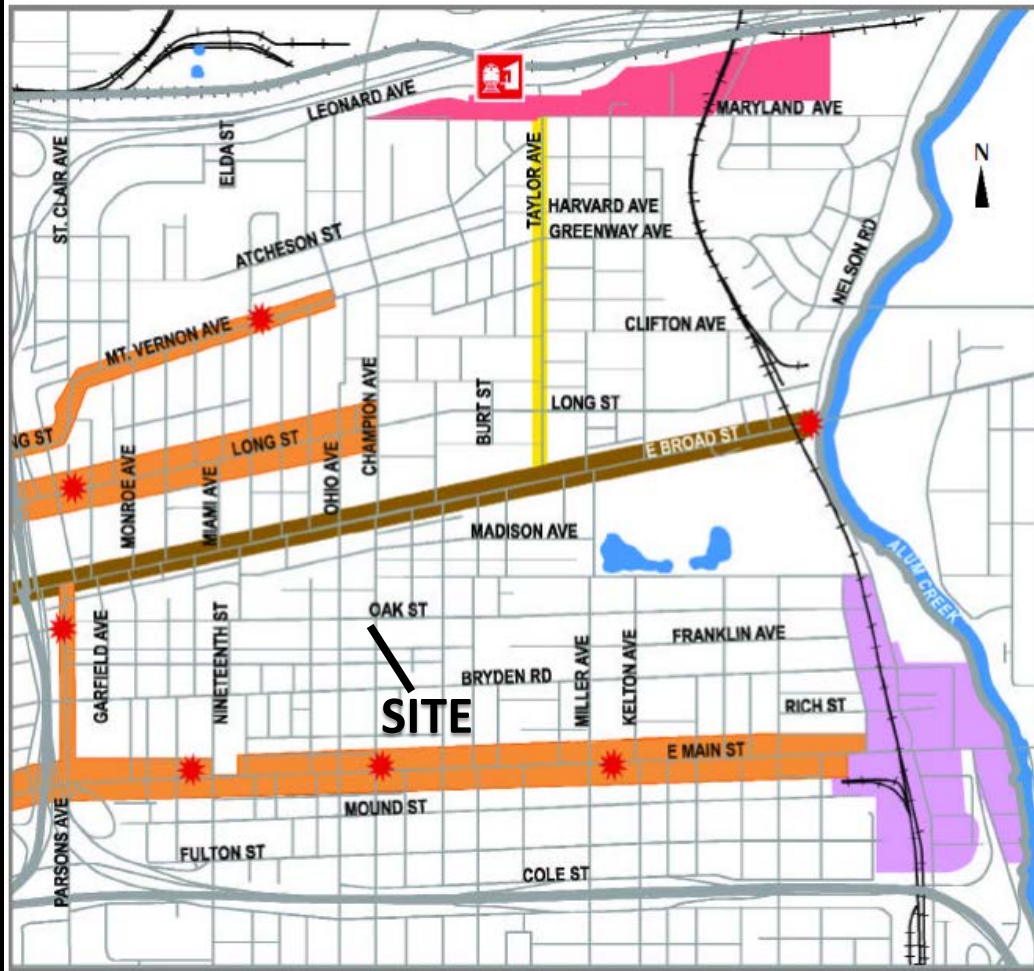 LEONARD AVE
MARYLAND AVE
ST. CLAIR AVE
ELDA ST
TAYLOR AVE
N
HARVARD AVE
GREENWAY AVE
ATCHESON ST
NELSON RD
MT. VERNON AVE
CLIFTON AVE
CHAMPION AVE
BURT ST
LONG ST
NG ST
LONG ST
E BROAD ST
MONROE AVE
MIAMI AVE
OHIO AVE
MADISON AVE
ALUM CREEK
OAK ST
GARFIELD AVE
NINETEENTH ST
FRANKLIN AVE
MILLER AVE
KELTON AVE
BRYDEN RD
SITE
RICH ST
E MAIN ST
MOUND ST
PARSONS AVE
FULTON ST
COLE ST